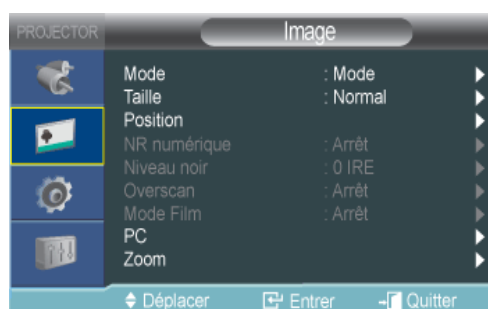 PROJECTOR
Image
Mode : Mode
Taille : Normal
Position
NR numérique : Arrêt
Niveau noir : 0 IRE
Overscan : Arrêt
Mode Film : Arrêt
PC
Zoom
Déplacer Entrer Quitter